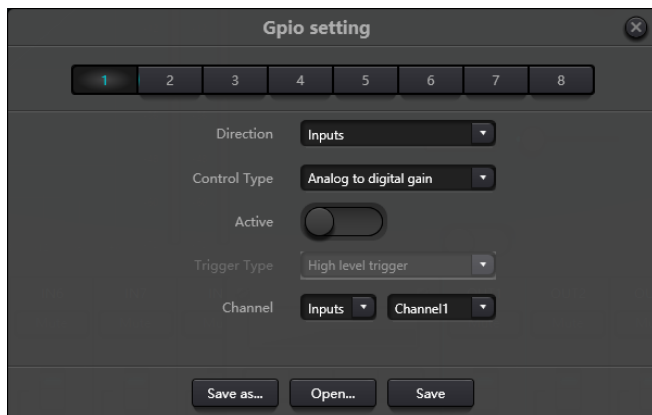 Gpio setting
1 2 3 4 5 6 7 8
Direction Inputs
Control Type Analog to digital gain
Active
Trigger Type High level trigger
Channel Inputs Channel1
Save as... Open... Save